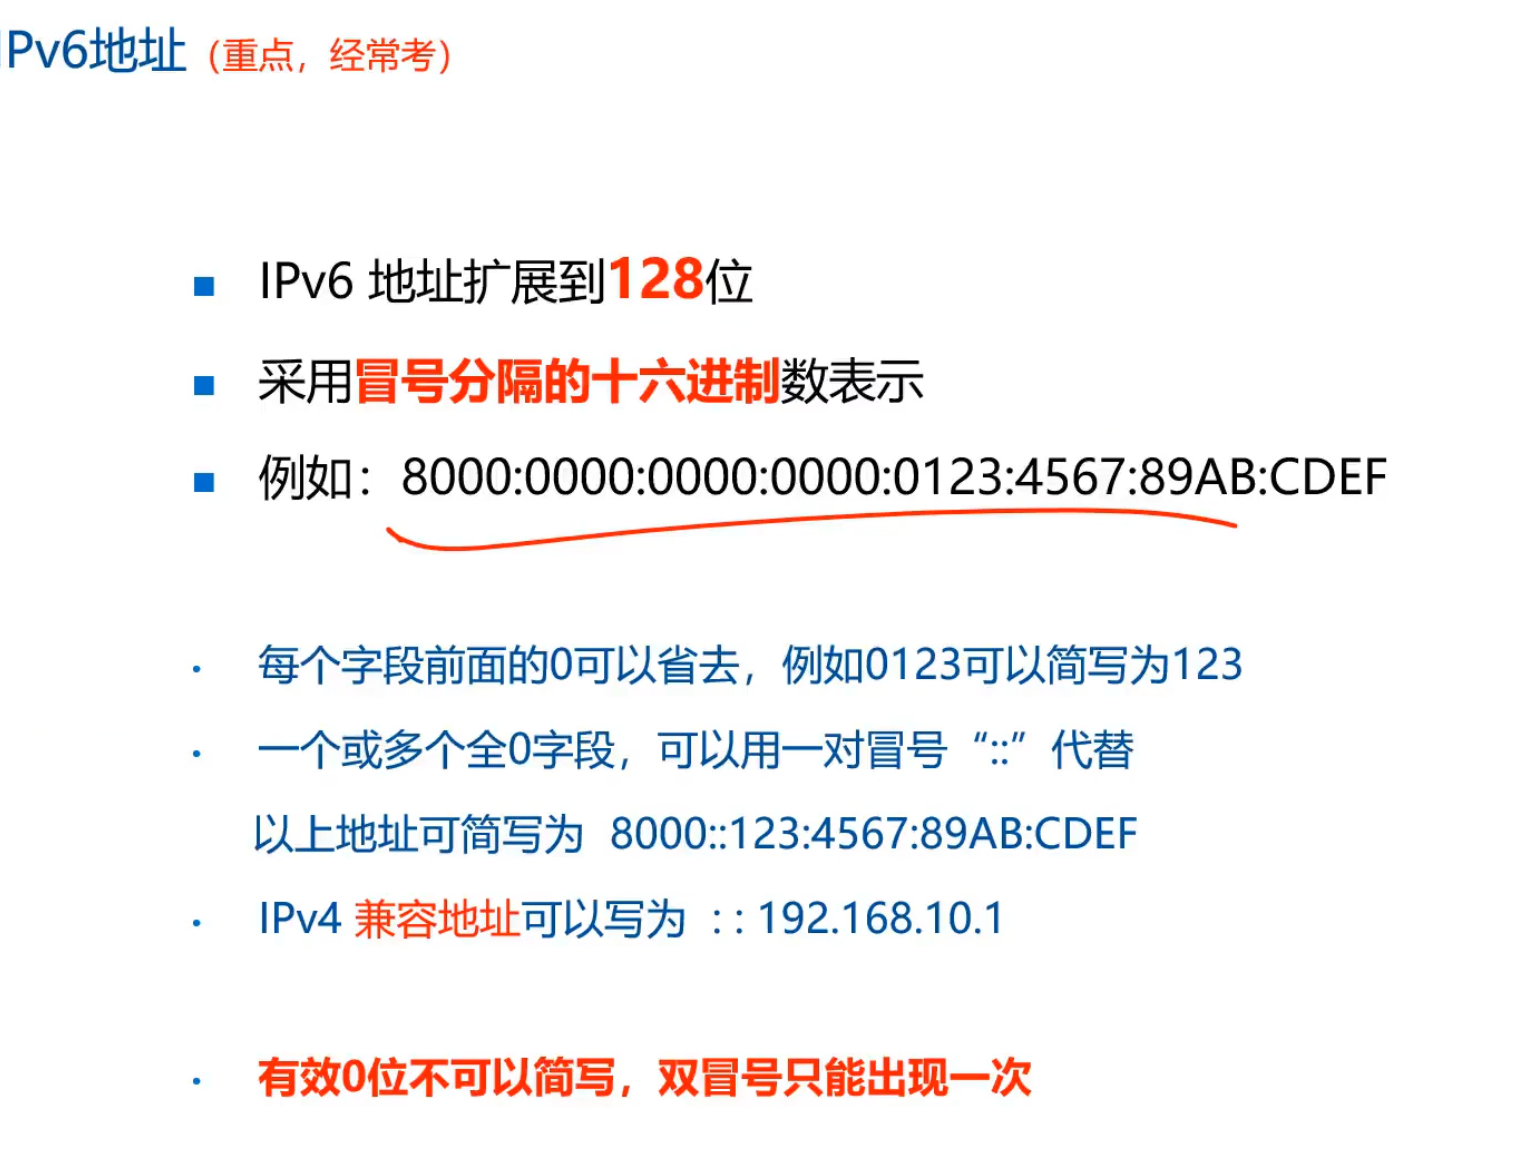 IPv6地址（重点，经常考）
IPv6 地址扩展到128位
采用冒号分隔的十六进制数表示
例如：8000:0000:0000:0000:0123:4567:89AB:CDEF
每个字段前面的0可以省去，例如0123可以简写为123
一个或多个全0字段，可以用一对冒号“::”代替
以上地址可简写为 8000::123:4567:89AB:CDEF
IPv4 兼容地址可以写为 : : 192.168.10.1
有效0位不可以简写，双冒号只能出现一次